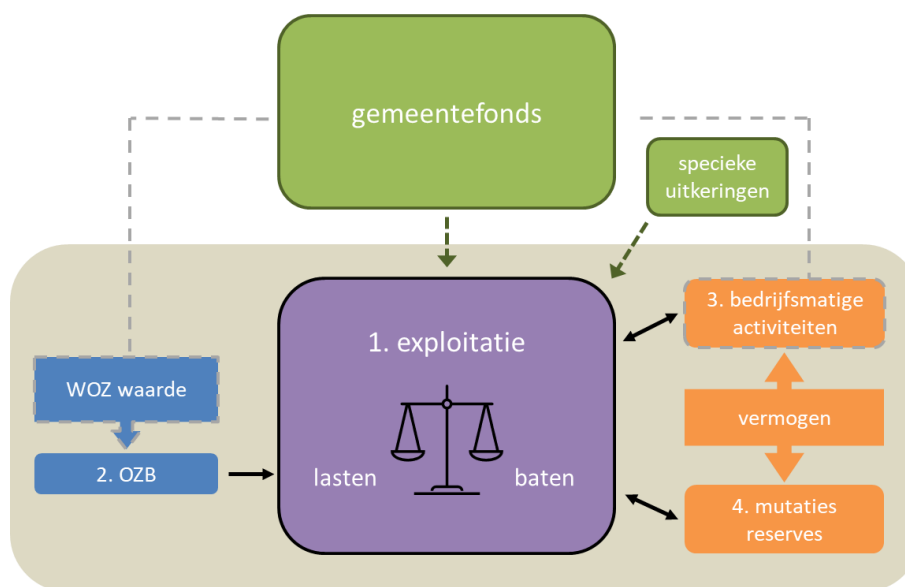 gemeentefonds
specieke
uitkeringen
1. exploitatie
lasten
baten
WOZ waarde
2. OZB
3. bedrijfsmatige
activiteiten
vermogen
4. mutaties
reserves